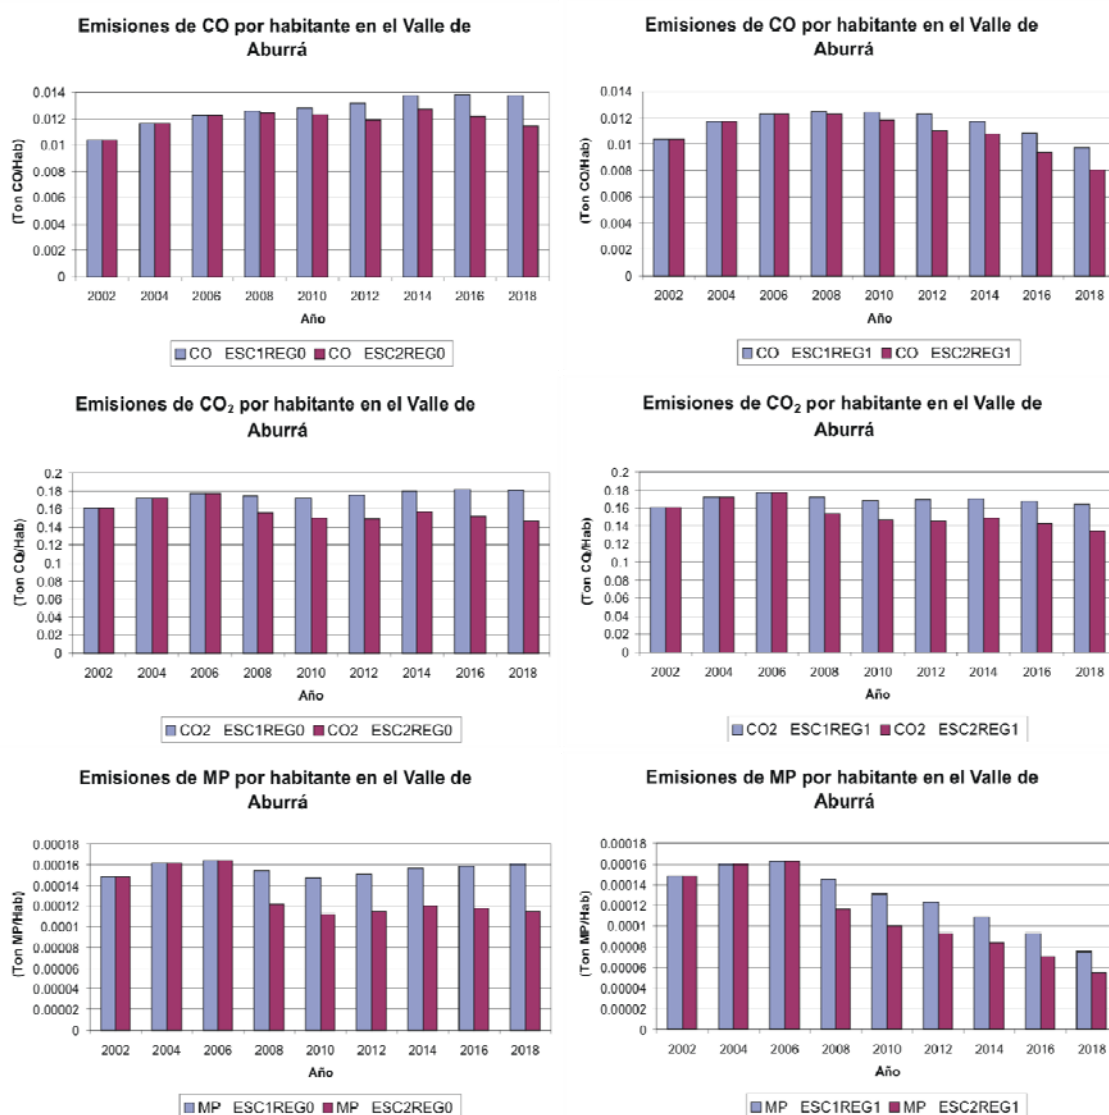 Emisiones de CO por habitante en el Valle de
Aburrá
(Ton CO/Hab)
0.014
0.012
0.01
0.008
0.006
0.004
0.002
0
2002 2004 2006 2008 2010 2012 2014 2016 2018
Año
CO ESC1REG0 CO ESC2REG0
Emisiones de CO por habitante en el Valle de
Aburrá
(Ton CO/Hab)
0.014
0.012
0.01
0.008
0.006
0.004
0.002
0
2002 2004 2006 2008 2010 2012 2014 2016 2018
Año
CO ESC1REG1 CO ESC2REG1
Emisiones de CO₂ por habitante en el Valle de
Aburrá
(Ton CO₂/Hab)
0.2
0.18
0.16
0.14
0.12
0.1
0.08
0.06
0.04
0.02
0
2002 2004 2006 2008 2010 2012 2014 2016 2018
Año
CO2 ESC1REG0 CO2 ESC2REG0
Emisiones de CO₂ por habitante en el Valle de
Aburrá
(Ton CO₂/Hab)
0.2
0.18
0.16
0.14
0.12
0.1
0.08
0.06
0.04
0.02
0
2002 2004 2006 2008 2010 2012 2014 2016 2018
Año
CO2 ESC1REG1 CO2 ESC2REG1
Emisiones de MP por habitante en el Valle de
Aburrá
(Ton MP/Hab)
0.00018
0.00016
0.00014
0.00012
0.0001
0.00008
0.00006
0.00004
0.00002
0
2002 2004 2006 2008 2010 2012 2014 2016 2018
Año
MP ESC1REG0 MP ESC2REG0
Emisiones de MP por habitante en el Valle de
Aburrá
(Ton MP/Hab)
0.00018
0.00016
0.00014
0.00012
0.0001
0.00008
0.00006
0.00004
0.00002
0
2002 2004 2006 2008 2010 2012 2014 2016 2018
Año
MP ESC1REG1 MP ESC2REG1